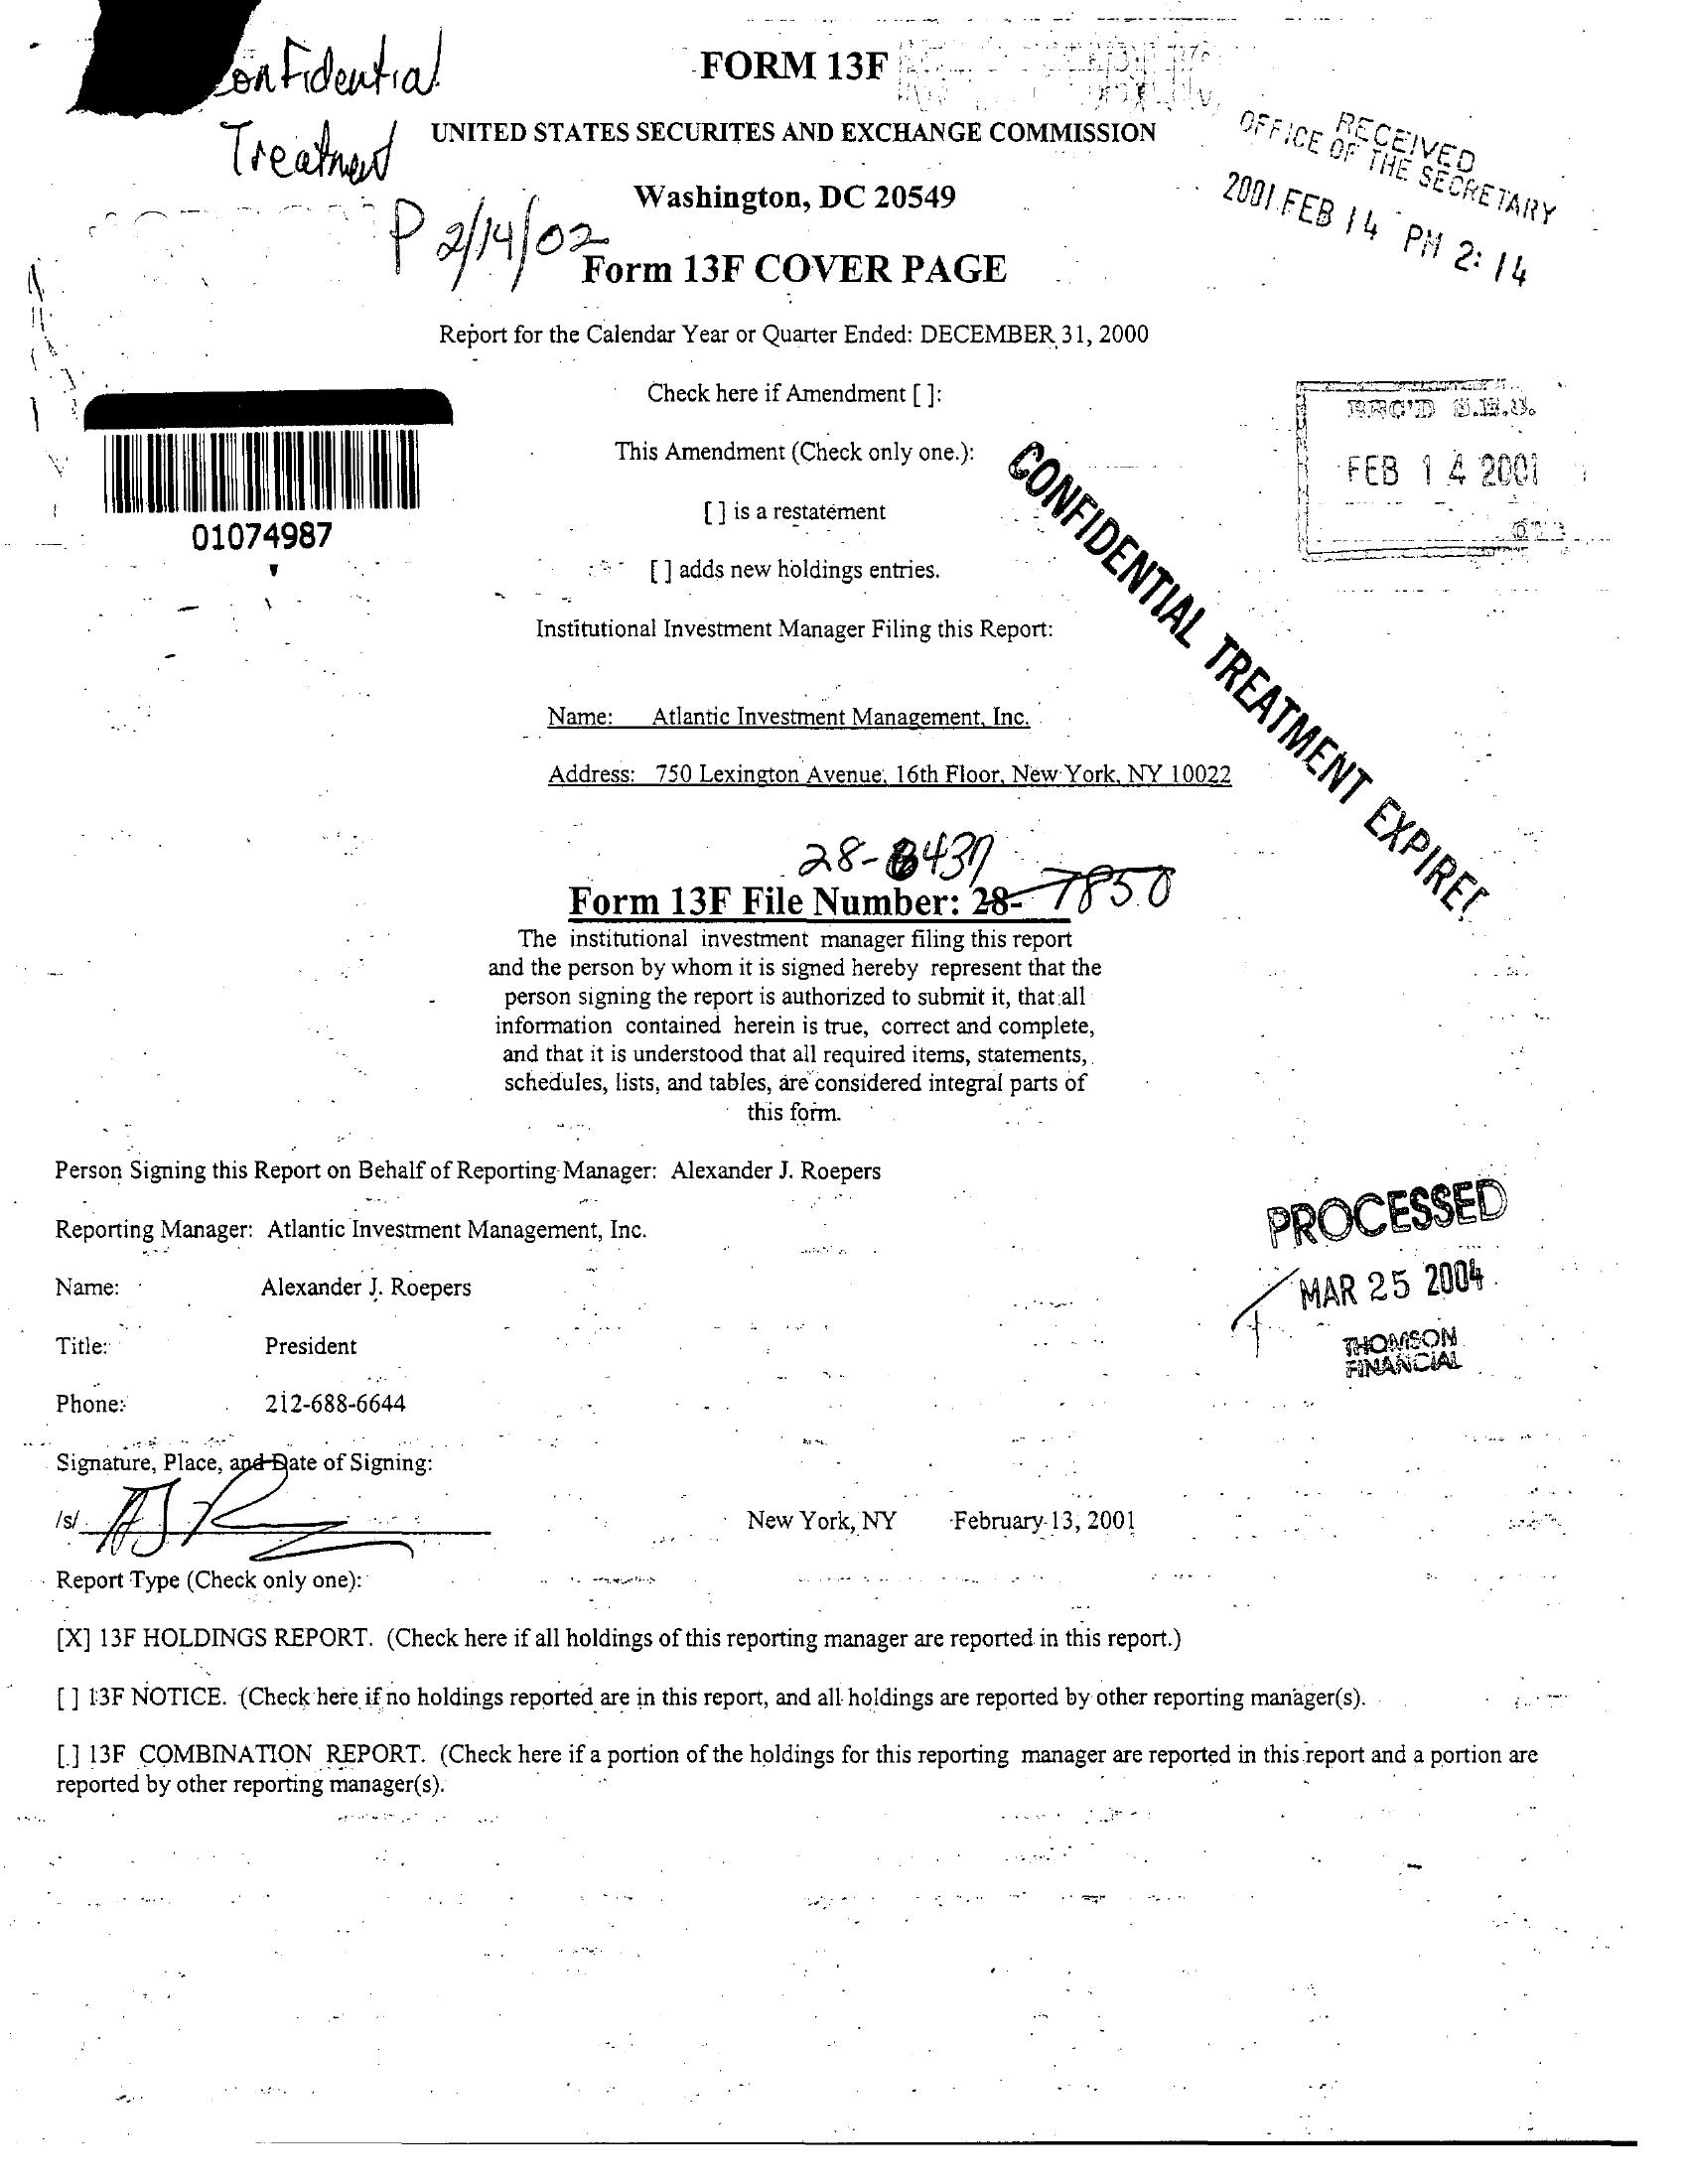 Confidential
Treatment
P 2/14/02
FORM 13F
UNITED STATES SECURITES AND EXCHANGE COMMISSION
Washington, DC 20549
Form 13F COVER PAGE
RECEIVED
OFFICE OF THE SECRETARY
2001 FEB 14 PM 2:14
Report for the Calendar Year or Quarter Ended: DECEMBER 31, 2000
Check here if Amendment [ ]:
This Amendment (Check only one.):
[ ] is a restatement
[ ] adds new holdings entries.
01074987
REC'D S.E.C.
FEB 14 2001
CONFIDENTIAL TREATMENT EXPIRED
Institutional Investment Manager Filing this Report:
Name: Atlantic Investment Management, Inc.
Address: 750 Lexington Avenue, 16th Floor, New York, NY 10022
Form 13F File Number: 28-7850
The institutional investment manager filing this report
and the person by whom it is signed hereby represent that the
person signing the report is authorized to submit it, that all
information contained herein is true, correct and complete,
and that it is understood that all required items, statements,
schedules, lists, and tables, are considered integral parts of
this form.
Person Signing this Report on Behalf of Reporting Manager: Alexander J. Roepers
Reporting Manager: Atlantic Investment Management, Inc.
Name: Alexander J. Roepers
Title: President
Phone: 212-688-6644
PROCESSED
MAR 25 2004
THOMSON
FINANCIAL
Signature, Place, and Date of Signing:
/s/ New York, NY February 13, 2001
Report Type (Check only one):
[X] 13F HOLDINGS REPORT. (Check here if all holdings of this reporting manager are reported in this report.)
[ ] 13F NOTICE. (Check here if no holdings reported are in this report, and all holdings are reported by other reporting manager(s).
[ ] 13F COMBINATION REPORT. (Check here if a portion of the holdings for this reporting manager are reported in this report and a portion are
reported by other reporting manager(s).